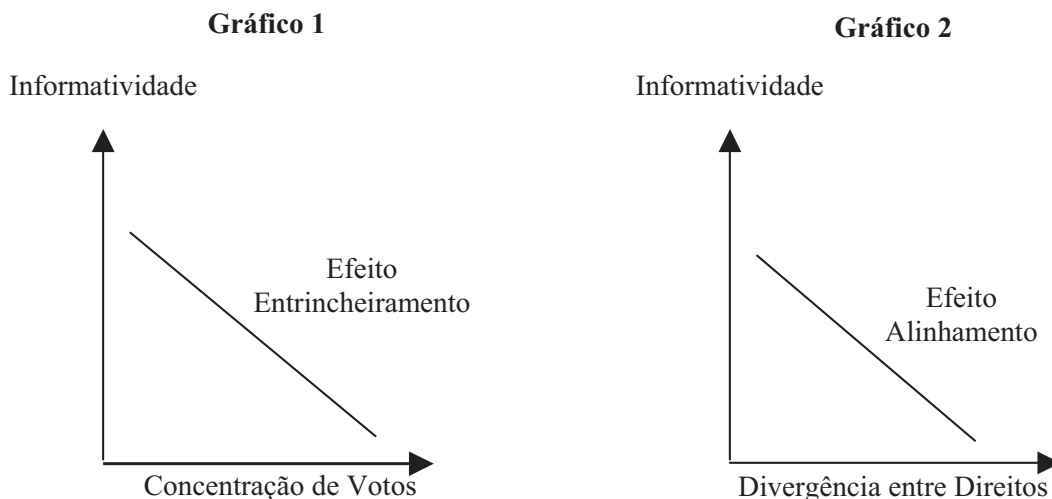 Gráfico 1
Informatividade
Efeito
Entrincheiramento
Concentração de Votos
Gráfico 2
Informatividade
Efeito
Alinhamento
Divergência entre Direitos